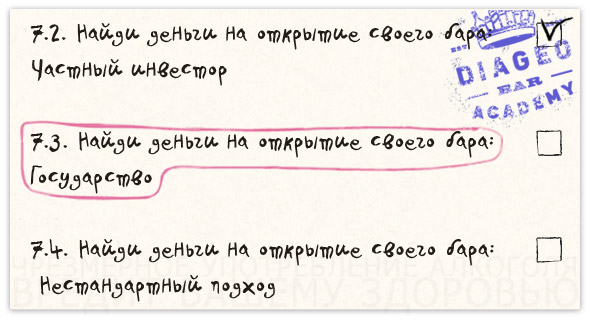 7.2. Найди деньги на открытие своего бара:
Частный инвестор
DIAGEO
BAR
ACADEMY
7.3. Найди деньги на открытие своего бара:
Государство
7.4. Найди деньги на открытие своего бара:
Нестандартный подход
ЧРЕЗМЕРНОЕ УПОТРЕБЛЕНИЕ АЛКОГОЛЯ
ВРЕДИТ ВАШЕМУ ЗДОРОВЬЮ